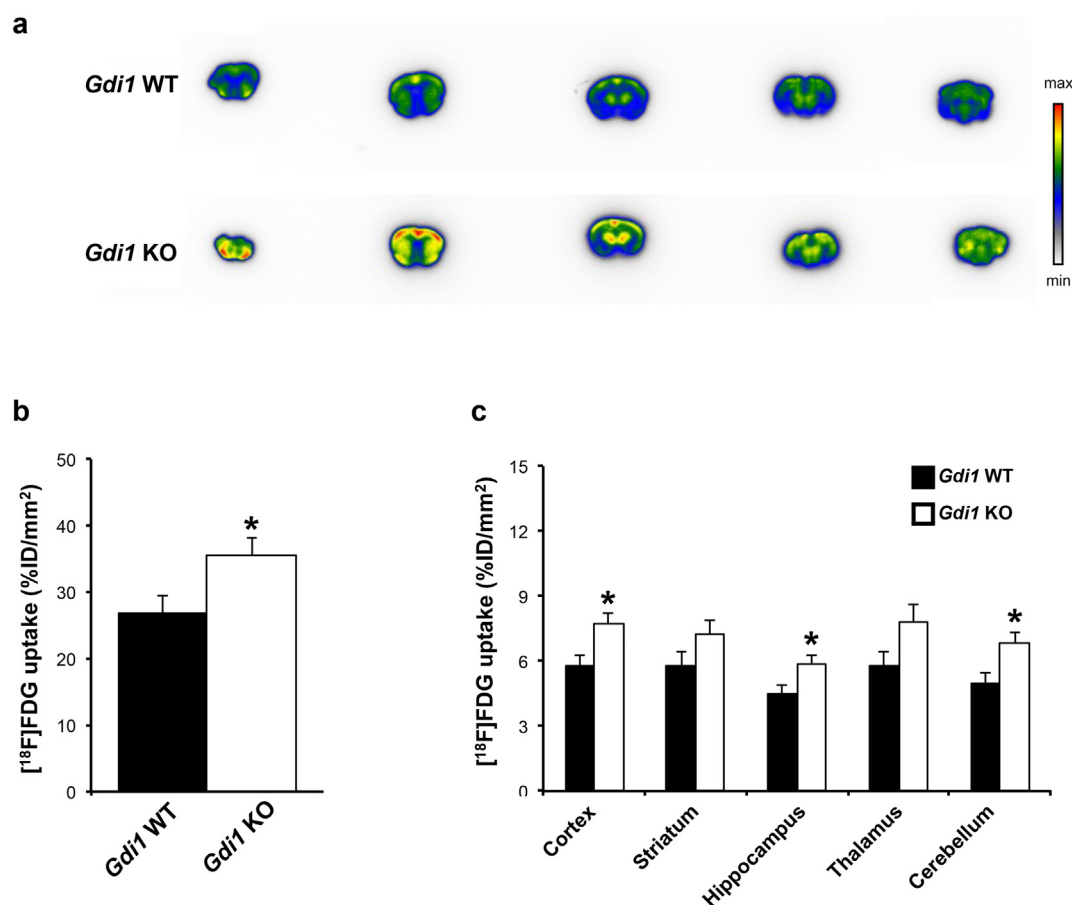 a
Gdi1 WT
max
Gdi1 KO
min
b
[¹⁸F]FDG uptake (%ID/mm²)
50
40
30
20
10
0
*
Gdi1 WT
Gdi1 KO
c
[¹⁸F]FDG uptake (%ID/mm²)
15
12
9
6
3
0
Gdi1 WT
Gdi1 KO
*
*
*
Cortex
Striatum
Hippocampus
Thalamus
Cerebellum